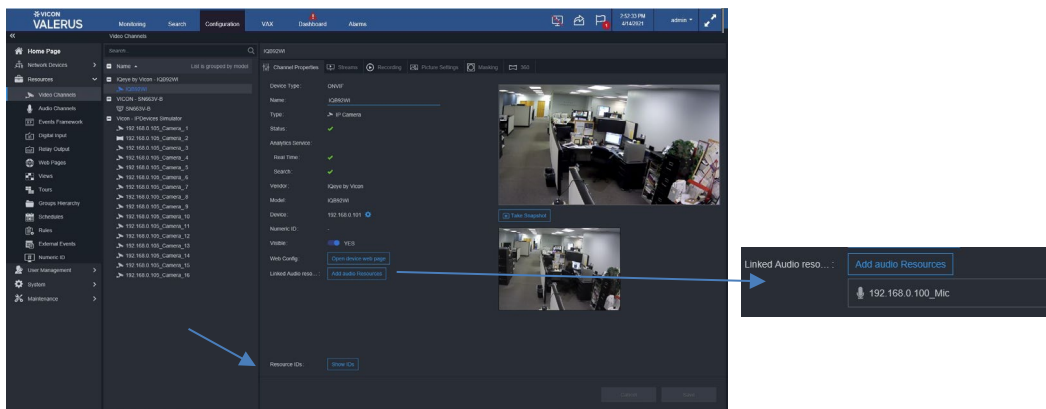 VICON
VALERUS
Monitoring
Search
Configuration
VAX
Dashboard
Alarms
2:52:33 PM
4/14/2021
admin
Video Channels
Home Page
Network Devices
Resources
Video Channels
Audio Channels
Events Framework
Digital Input
Relay Output
Web Pages
Views
Tours
Groups Hierarchy
Schedules
Rules
External Events
Numeric ID
User Management
System
Maintenance
Search
Name
List is grouped by model
IQeye by Vicon - IQB92WI
IQB92WI
VICON - SN663V-B
SN663V-B
Vicon - IPDevices Simulator
192.168.0.105_Camera_1
192.168.0.105_Camera_2
192.168.0.105_Camera_3
192.168.0.105_Camera_4
192.168.0.105_Camera_5
192.168.0.105_Camera_6
192.168.0.105_Camera_7
192.168.0.105_Camera_8
192.168.0.105_Camera_9
192.168.0.105_Camera_10
192.168.0.105_Camera_11
192.168.0.105_Camera_12
192.168.0.105_Camera_13
192.168.0.105_Camera_14
192.168.0.105_Camera_15
192.168.0.105_Camera_16
IQB92WI
Channel Properties
Streams
Recording
Picture Settings
Masking
360
Device Type: ONVIF
Name: IQB92WI
Type: IP Camera
Status:
Analytics Service:
Real Time:
Search:
Vendor: IQeye by Vicon
Model: IQB92WI
Device: 192.168.0.101
Numeric ID: -
Visible: YES
Web Config: Open device web page
Linked Audio reso...: Add audio Resources
Resource IDs: Show IDs
Take Snapshot
Cancel
Save
Linked Audio reso...: Add audio Resources
192.168.0.100_Mic